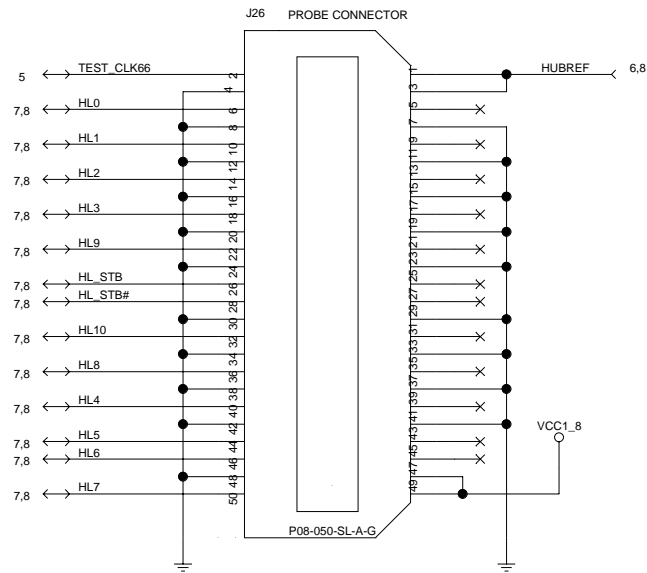 J26 PROBE CONNECTOR
5 TEST_CLK66 2 1 HUBREF 6,8
4 3
7,8 HL0 6 5
8 7
7,8 HL1 10 9
12 11
7,8 HL2 14 13
16 15
7,8 HL3 18 17
20 19
7,8 HL9 22 21
24 23
7,8 HL_STB 26 25
7,8 HL_STB# 28 27
30 29
7,8 HL10 32 31
34 33
7,8 HL8 36 35
38 37
7,8 HL4 40 39
42 41
VCC1_8
7,8 HL5 44 43
7,8 HL6 46 45
48 47
7,8 HL7 50 49
P08-050-SL-A-G